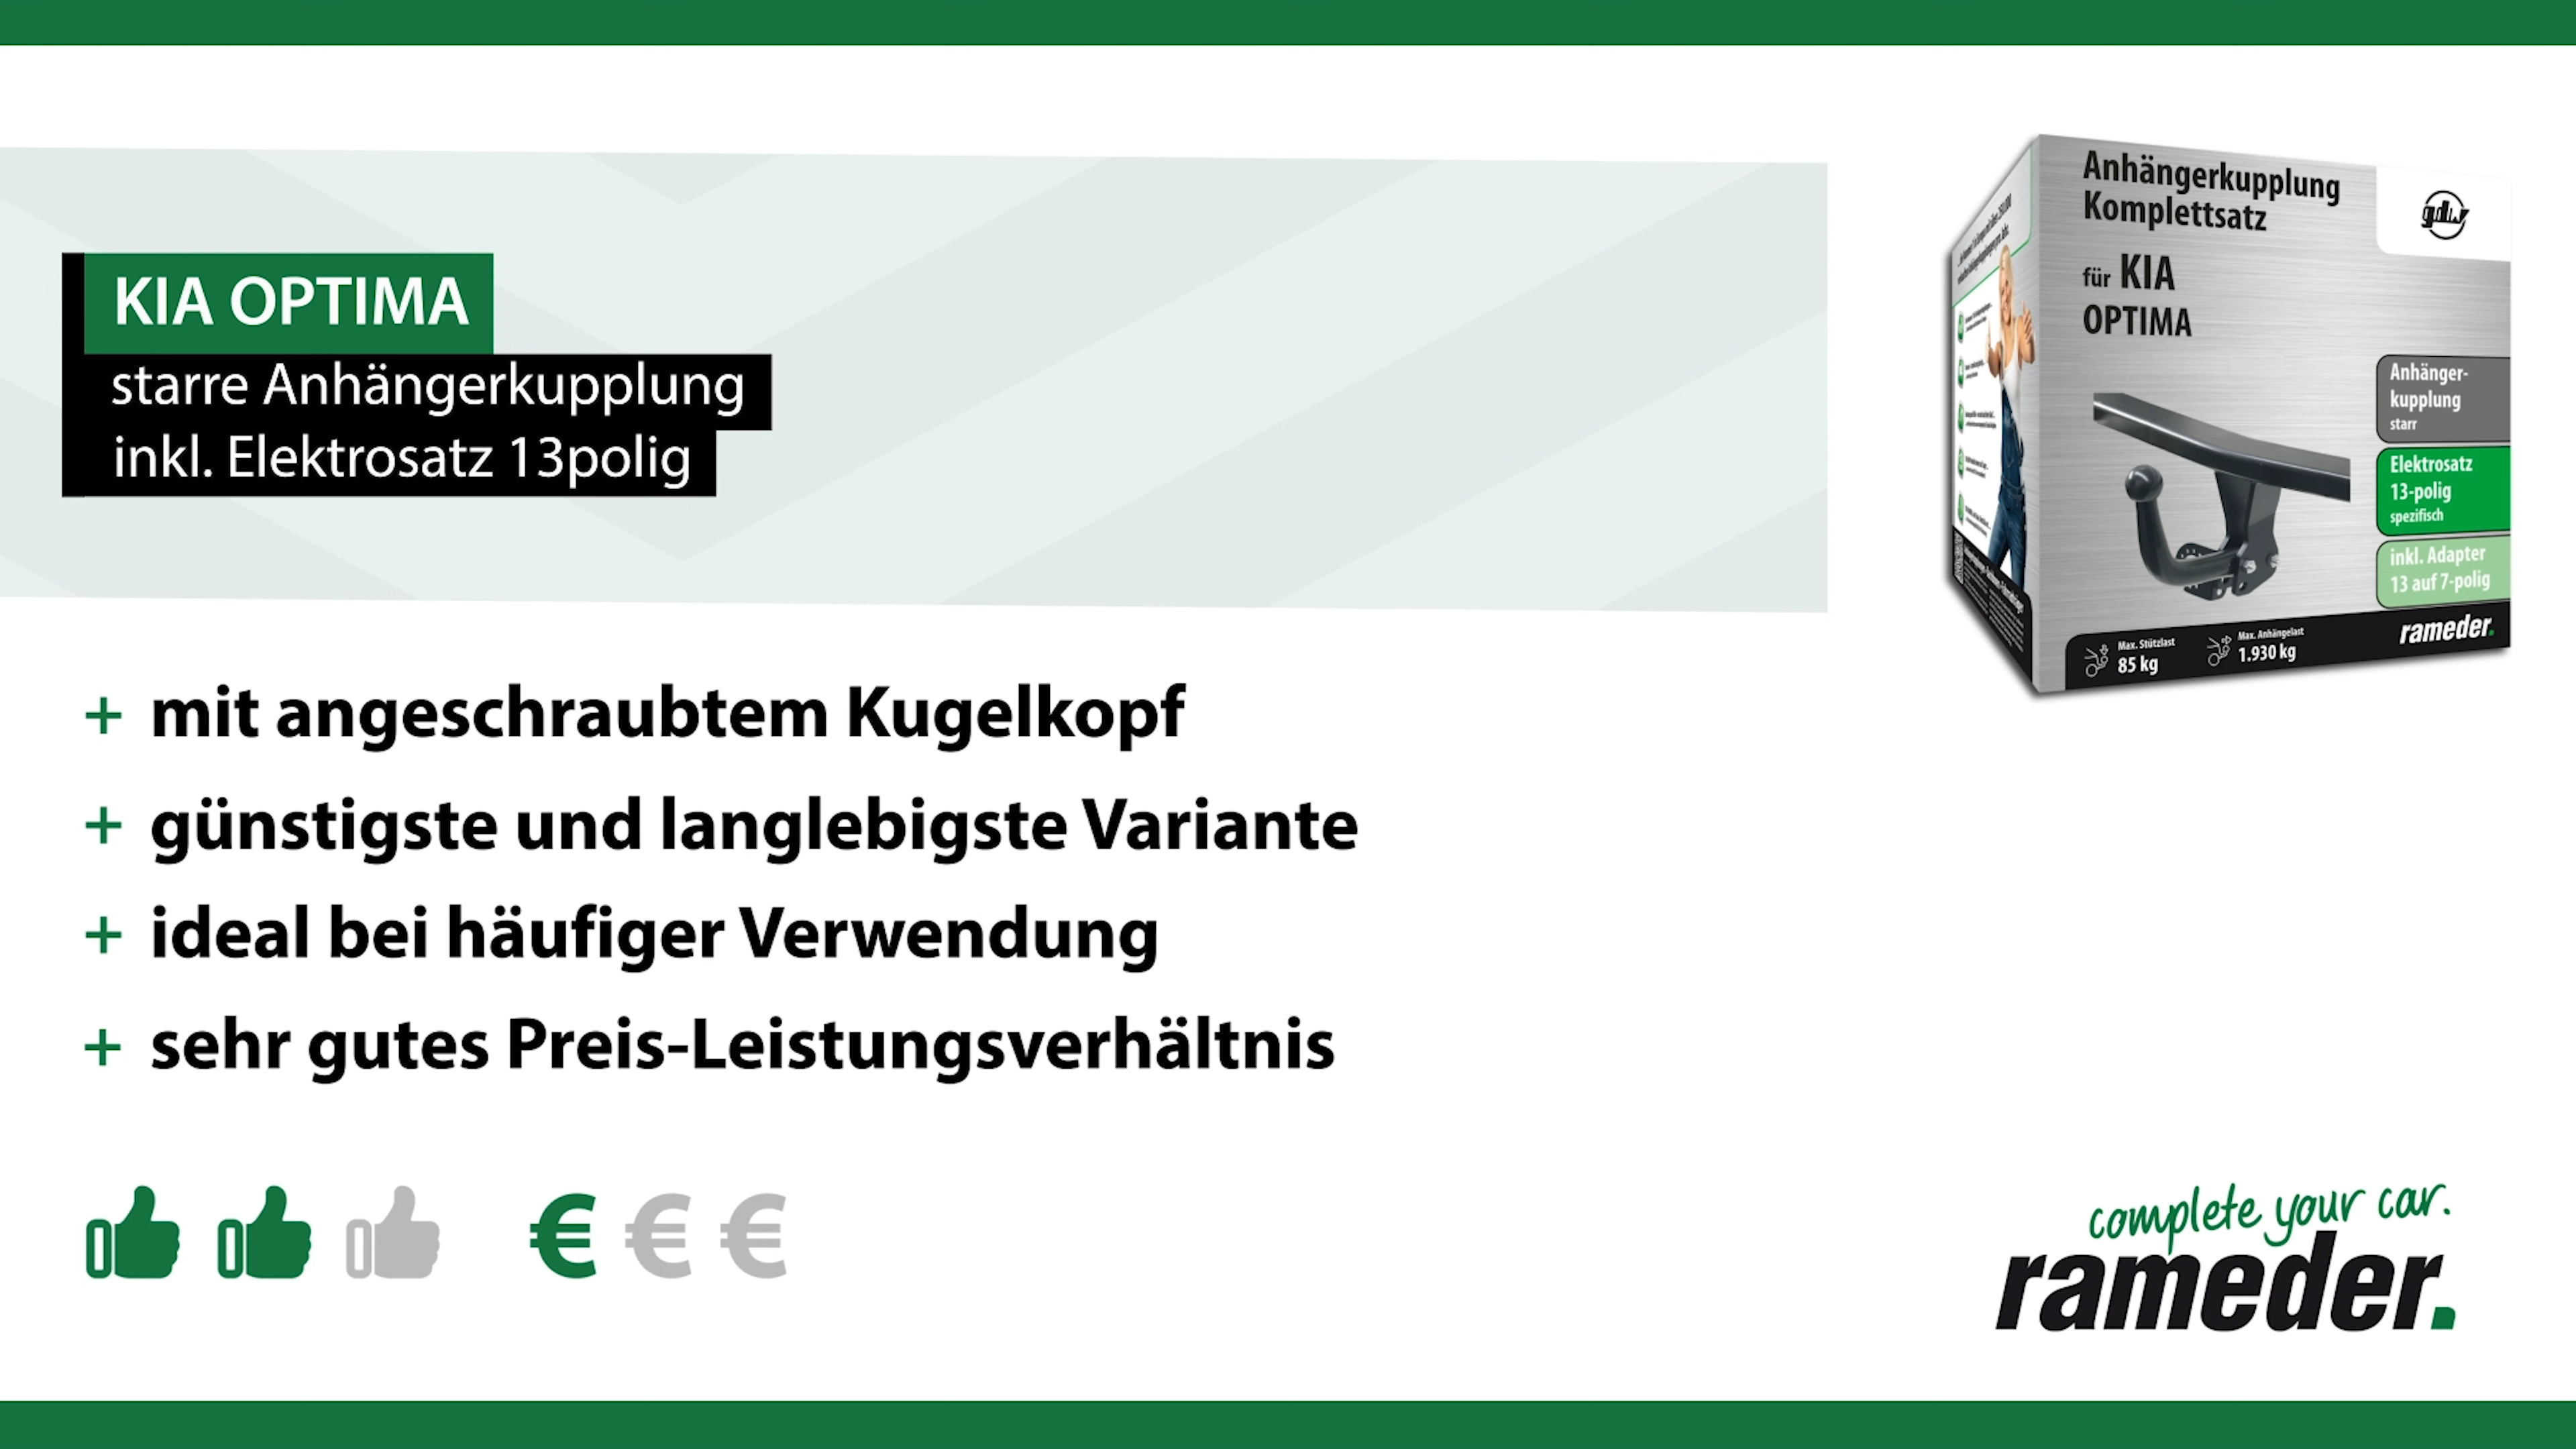 KIA OPTIMA
starre Anhängerkupplung
inkl. Elektrosatz 13polig
+ mit angeschraubtem Kugelkopf
+ günstigste und langlebigste Variante
+ ideal bei häufiger Verwendung
+ sehr gutes Preis-Leistungsverhältnis
€ € €
Anhängerkupplung
Komplettsatz
für KIA
OPTIMA
gdw
Anhänger-
kupplung
starr
Elektrosatz
13-polig
spezifisch
inkl. Adapter
13 auf 7-polig
Max. Stützlast
85 kg
Max. Anhängelast
1.930 kg
rameder.
complete your car.
rameder.